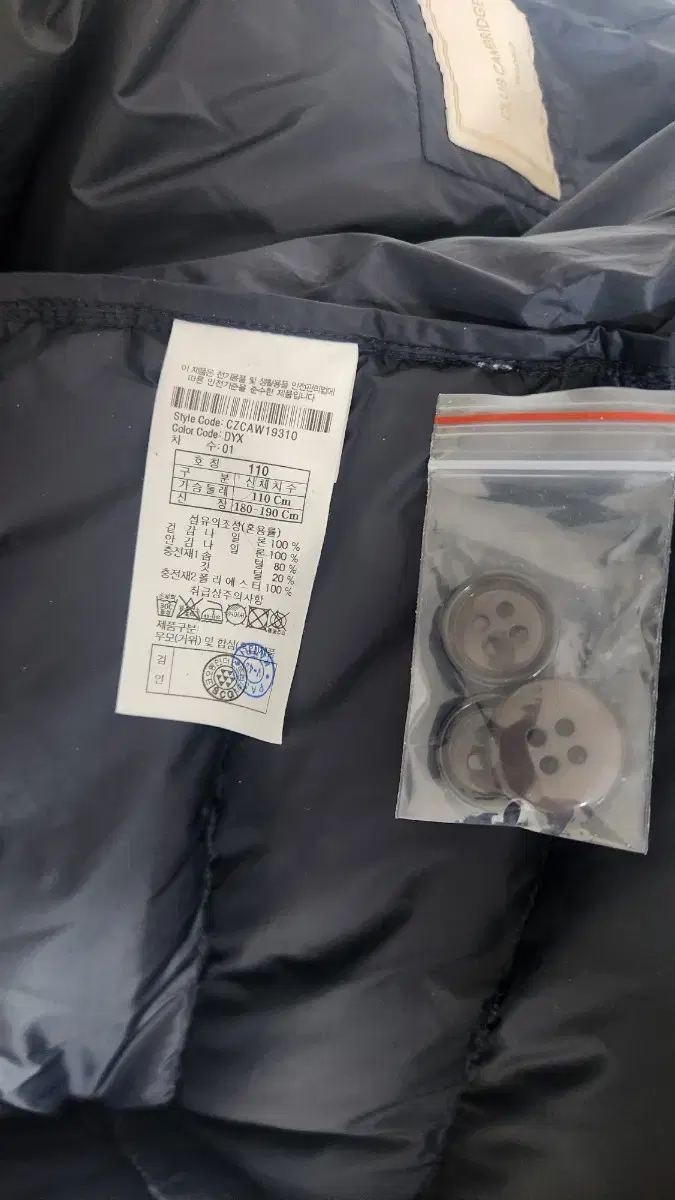 CLUB CAMBRIDGE
이 제품은 전기용품 및 생활용품 안전관리법에
따른 안전기준을 준수한 제품입니다
Style Code: CZCAW19310
Color Code: DYX
치 수: 01
호 칭 110
구 분 신체치수
가슴둘레 110 Cm
신 장 180-190 Cm
섬유의조성(혼용률)
겉 감 나 일 론 100 %
안 감 나 일 론 100 %
충전재1 솜 털 80 %
깃 털 20 %
충전재2 폴 리 에 스 터 100 %
취급상주의사항
제품구분:
우모(거위) 및 합성
검
인